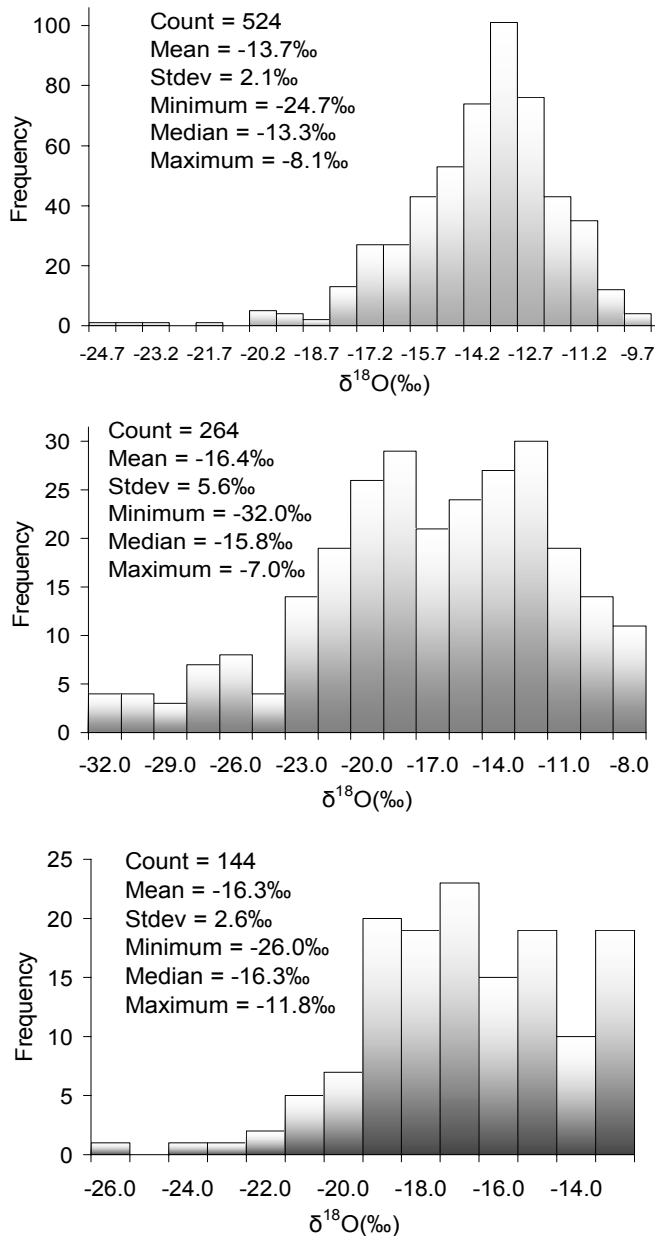 Count = 524
Mean = -13.7‰
Stdev = 2.1‰
Minimum = -24.7‰
Median = -13.3‰
Maximum = -8.1‰
Frequency
100
80
60
40
20
0
-24.7 -23.2 -21.7 -20.2 -18.7 -17.2 -15.7 -14.2 -12.7 -11.2 -9.7
δ¹⁸O(‰)
Count = 264
Mean = -16.4‰
Stdev = 5.6‰
Minimum = -32.0‰
Median = -15.8‰
Maximum = -7.0‰
Frequency
30
25
20
15
10
5
0
-32.0 -29.0 -26.0 -23.0 -20.0 -17.0 -14.0 -11.0 -8.0
δ¹⁸O(‰)
Count = 144
Mean = -16.3‰
Stdev = 2.6‰
Minimum = -26.0‰
Median = -16.3‰
Maximum = -11.8‰
Frequency
25
20
15
10
5
0
-26.0 -24.0 -22.0 -20.0 -18.0 -16.0 -14.0
δ¹⁸O(‰)